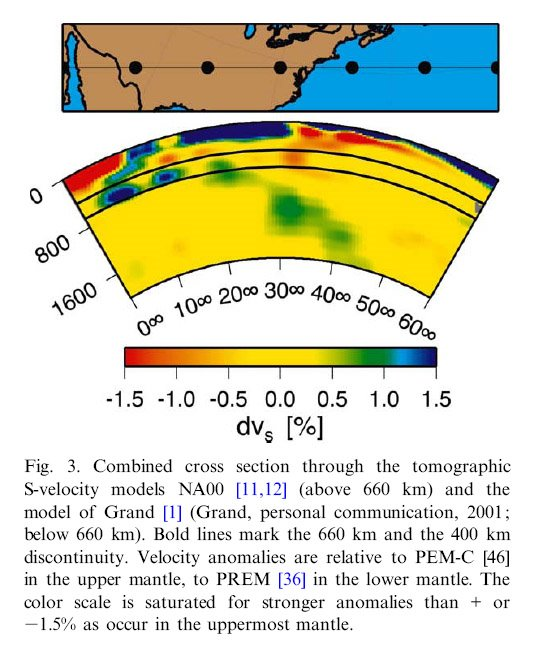 0
800
1600
0∞ 10∞ 20∞ 30∞ 40∞ 50∞ 60∞
-1.5 -1.0 -0.5 0.0 0.5 1.0 1.5
dvs [%]
Fig. 3. Combined cross section through the tomographic
S-velocity models NA00 [11,12] (above 660 km) and the
model of Grand [1] (Grand, personal communication, 2001;
below 660 km). Bold lines mark the 660 km and the 400 km
discontinuity. Velocity anomalies are relative to PEM-C [46]
in the upper mantle, to PREM [36] in the lower mantle. The
color scale is saturated for stronger anomalies than + or
−1.5% as occur in the uppermost mantle.